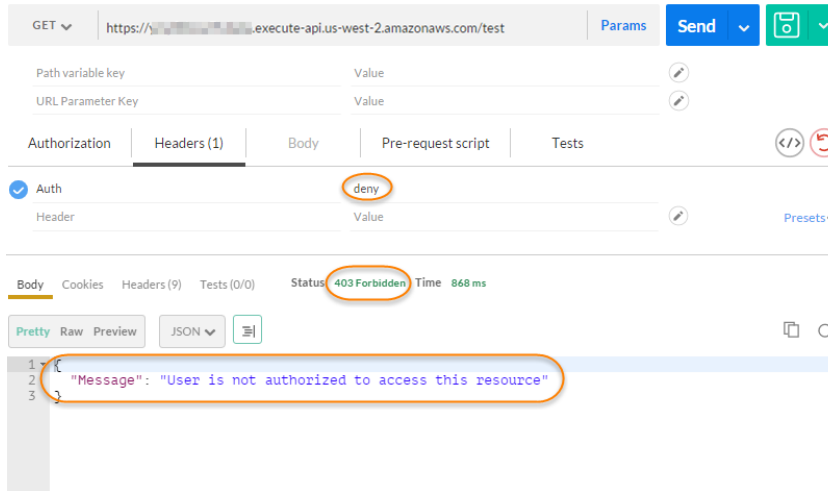 GET https:// .execute-api.us-west-2.amazonaws.com/test Params Send
Path variable key Value
URL Parameter Key Value
Authorization Headers (1) Body Pre-request script Tests
Auth deny
Header Value Presets
Body Cookies Headers (9) Tests (0/0) Status 403 Forbidden Time 868 ms
Pretty Raw Preview JSON
1 {
2 "Message": "User is not authorized to access this resource"
3 }